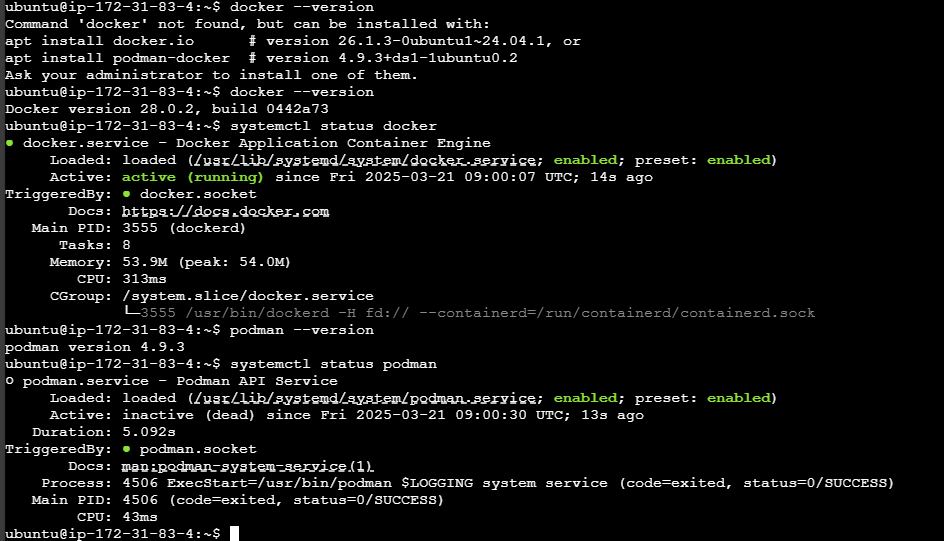 ubuntu@ip-172-31-83-4:~$ docker --version
Command 'docker' not found, but can be installed with:
apt install docker.io      # version 26.1.3-0ubuntu1~24.04.1, or
apt install podman-docker  # version 4.9.3+ds1-1ubuntu0.2
Ask your administrator to install one of them.
ubuntu@ip-172-31-83-4:~$ docker --version
Docker version 28.0.2, build 0442a73
ubuntu@ip-172-31-83-4:~$ systemctl status docker
● docker.service - Docker Application Container Engine
     Loaded: loaded (/usr/lib/systemd/system/docker.service; enabled; preset: enabled)
     Active: active (running) since Fri 2025-03-21 09:00:07 UTC; 14s ago
TriggeredBy: ● docker.socket
       Docs: https://docs.docker.com
   Main PID: 3555 (dockerd)
      Tasks: 8
     Memory: 53.9M (peak: 54.0M)
        CPU: 313ms
     CGroup: /system.slice/docker.service
             └─3555 /usr/bin/dockerd -H fd:// --containerd=/run/containerd/containerd.sock
ubuntu@ip-172-31-83-4:~$ podman --version
podman version 4.9.3
ubuntu@ip-172-31-83-4:~$ systemctl status podman
○ podman.service - Podman API Service
     Loaded: loaded (/usr/lib/systemd/system/podman.service; enabled; preset: enabled)
     Active: inactive (dead) since Fri 2025-03-21 09:00:30 UTC; 13s ago
   Duration: 5.092s
TriggeredBy: ● podman.socket
       Docs: man:podman-system-service(1)
    Process: 4506 ExecStart=/usr/bin/podman $LOGGING system service (code=exited, status=0/SUCCESS)
   Main PID: 4506 (code=exited, status=0/SUCCESS)
        CPU: 43ms
ubuntu@ip-172-31-83-4:~$